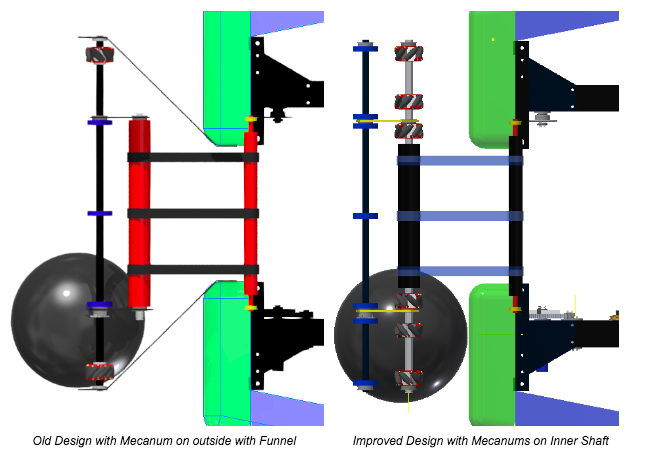 Old Design with Mecanum on outside with Funnel
Improved Design with Mecanums on Inner Shaft